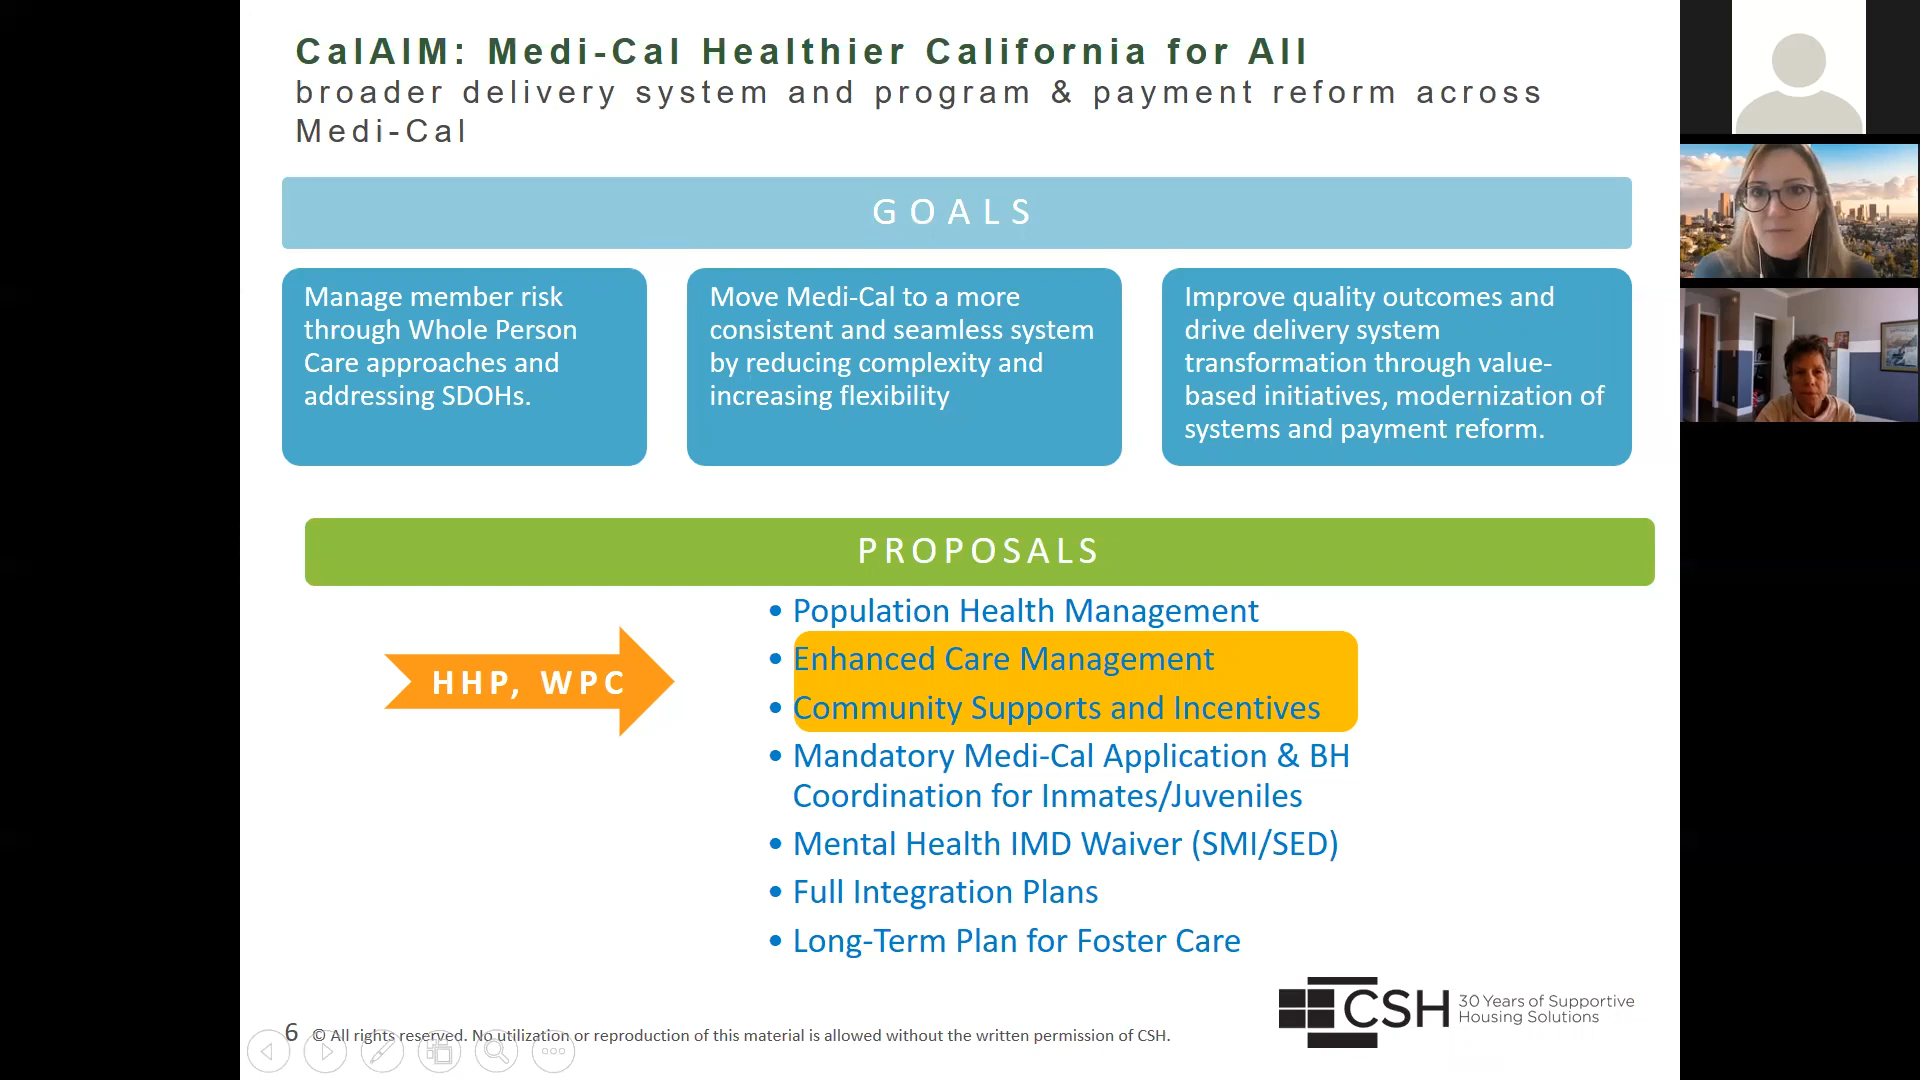 CalAIM: Medi-Cal Healthier California for All
broader delivery system and program & payment reform across
Medi-Cal
GOALS
Manage member risk
through Whole Person
Care approaches and
addressing SDOHs.
Move Medi-Cal to a more
consistent and seamless system
by reducing complexity and
increasing flexibility
Improve quality outcomes and
drive delivery system
transformation through value-
based initiatives, modernization of
systems and payment reform.
PROPOSALS
HHP, WPC
• Population Health Management
• Enhanced Care Management
• Community Supports and Incentives
• Mandatory Medi-Cal Application & BH
Coordination for Inmates/Juveniles
• Mental Health IMD Waiver (SMI/SED)
• Full Integration Plans
• Long-Term Plan for Foster Care
CSH
30 Years of Supportive
Housing Solutions
6 © All rights reserved. No utilization or reproduction of this material is allowed without the written permission of CSH.